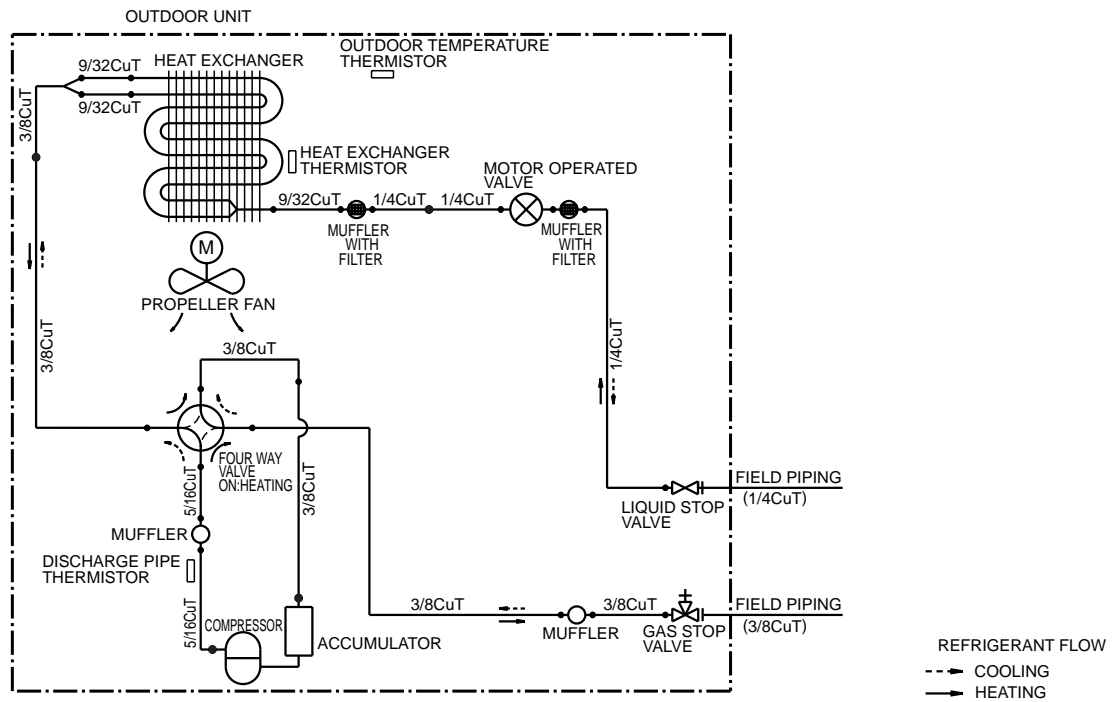 OUTDOOR UNIT
OUTDOOR TEMPERATURE
THERMISTOR
HEAT EXCHANGER
9/32CuT
9/32CuT
3/8CuT
HEAT EXCHANGER
THERMISTOR
MOTOR OPERATED
VALVE
9/32CuT
1/4CuT
1/4CuT
MUFFLER
WITH
FILTER
MUFFLER
WITH
FILTER
M
PROPELLER FAN
3/8CuT
3/8CuT
1/4CuT
FOUR WAY
VALVE
ON:HEATING
5/16CuT
3/8CuT
FIELD PIPING
(1/4CuT)
LIQUID STOP
VALVE
MUFFLER
DISCHARGE PIPE
THERMISTOR
5/16CuT
COMPRESSOR
ACCUMULATOR
3/8CuT
3/8CuT
MUFFLER
GAS STOP
VALVE
FIELD PIPING
(3/8CuT)
REFRIGERANT FLOW
COOLING
HEATING